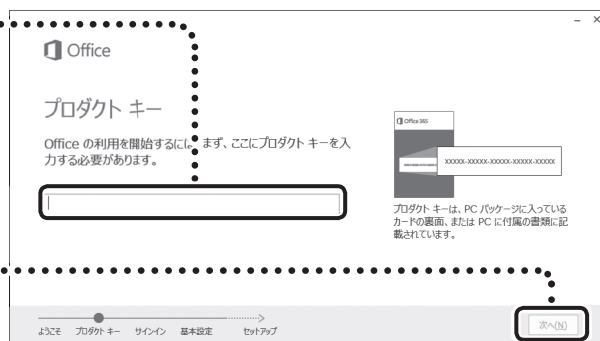 Office
プロダクト キー
Office の利用を開始するには、まず、ここにプロダクト キーを入
力する必要があります。
Office 365
XXXXX-XXXXX-XXXXX-XXXXX-XXXXX
プロダクト キーは、PC パッケージに入っている
カードの裏面、または PC に付属の書類に記
載されています。
ようこそ プロダクト キー サインイン 基本設定 セットアップ
次へ(N)